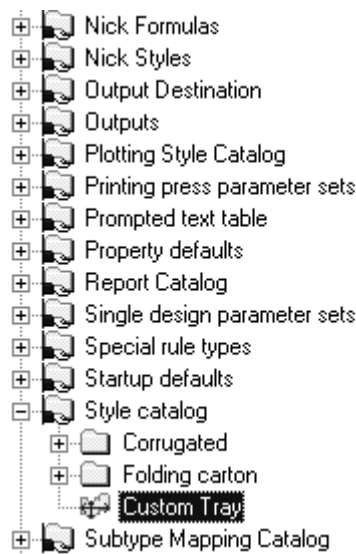 Nick Formulas
Nick Styles
Output Destination
Outputs
Plotting Style Catalog
Printing press parameter sets
Prompted text table
Property defaults
Report Catalog
Single design parameter sets
Special rule types
Startup defaults
Style catalog
Corrugated
Folding carton
Custom Tray
Subtype Mapping Catalog